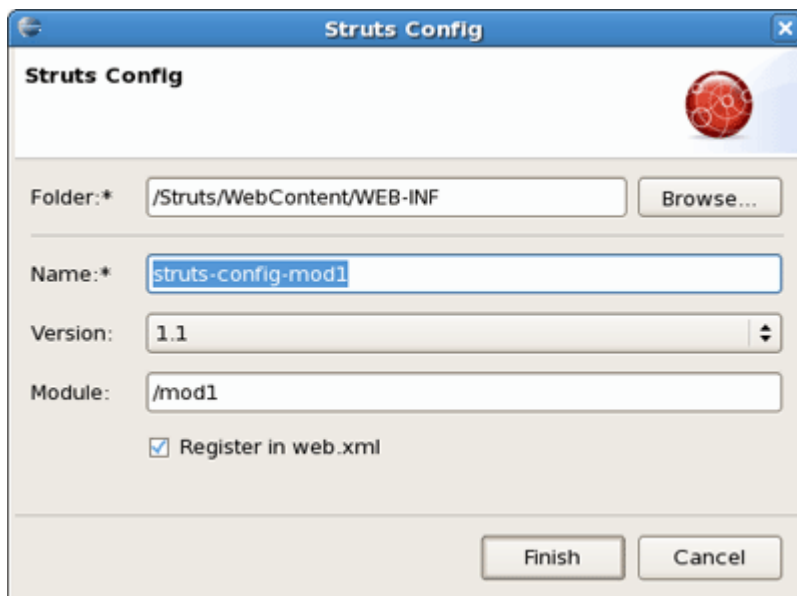 Struts Config
Struts Config
Folder:* /Struts/WebContent/WEB-INF Browse...
Name:* struts-config-mod1
Version: 1.1
Module: /mod1
Register in web.xml
Finish Cancel